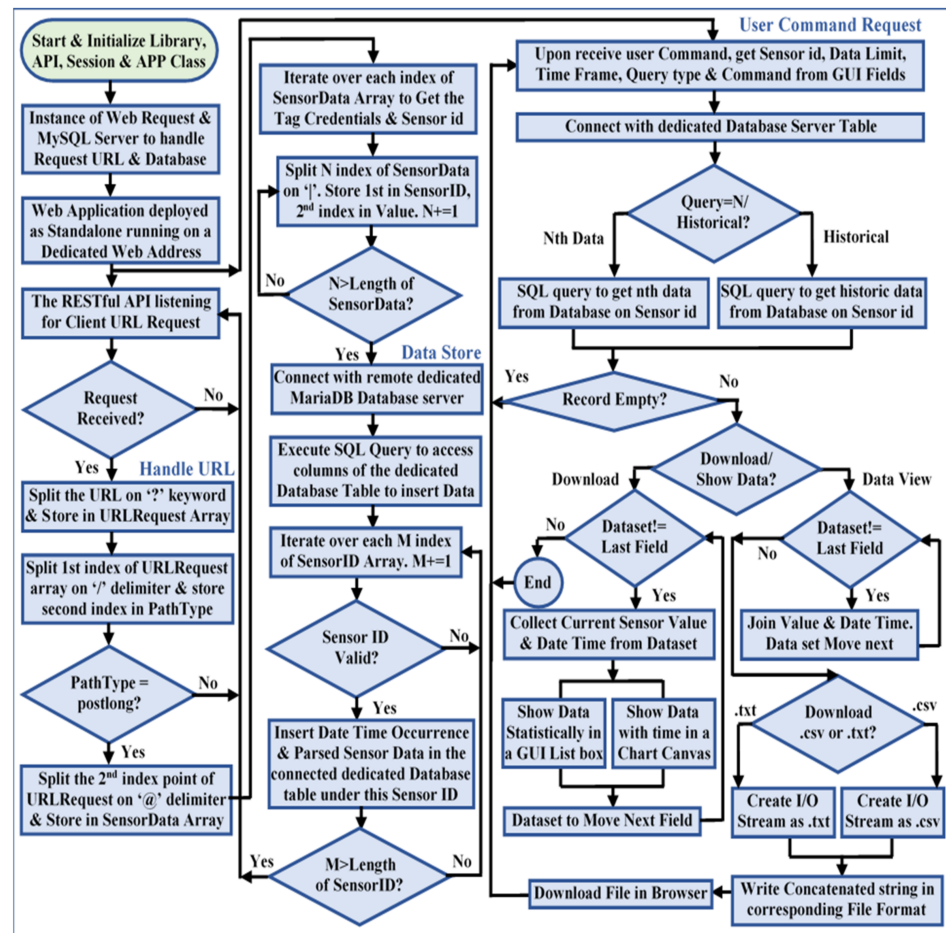 Start & Initialize Library,
API, Session & APP Class
Instance of Web Request &
MySQL Server to handle
Request URL & Database
Web Application deployed
as Standalone running on a
Dedicated Web Address
The RESTful API listening
for Client URL Request
Request
Received?
No
Yes
Handle URL
Split the URL on ‘?’ keyword
& Store in URLRequest Array
Split 1st index of URLRequest
array on ‘/’ delimiter & store
second index in PathType
PathType =
postlong?
No
Yes
Split the 2nd index point of
URLRequest on ‘@’ delimiter
& Store in SensorData Array
Iterate over each index of
SensorData Array to Get the
Tag Credentials & Sensor id
Split N index of SensorData
on ‘|’. Store 1st in SensorID,
2nd index in Value. N+=1
No
N>Length of
SensorData?
Yes
Data Store
Connect with remote dedicated
MariaDB Database server
Execute SQL Query to access
columns of the dedicated
Database Table to insert Data
Iterate over each M index
of SensorID Array. M+=1
Sensor ID
Valid?
No
Yes
Insert Date Time Occurrence
& Parsed Sensor Data in the
connected dedicated Database
table under this Sensor ID
Yes
M>Length
of SensorID?
No
User Command Request
Upon receive user Command, get Sensor id, Data Limit,
Time Frame, Query type & Command from GUI Fields
Connect with dedicated Database Server Table
Query=N/
Historical?
Nth Data
Historical
SQL query to get nth data
from Database on Sensor id
SQL query to get historic data
from Database on Sensor id
Yes
Record Empty?
No
Download/
Show Data?
Download
Data View
No
Dataset!=
Last Field
End
Yes
Collect Current Sensor Value
& Date Time from Dataset
Show Data
Statistically in
a GUI List box
Show Data
with time in a
Chart Canvas
Dataset to Move Next Field
Dataset!=
Last Field
No
Yes
Join Value & Date Time.
Data set Move next
.txt
Download
.csv or .txt?
.csv
Create I/O
Stream as .txt
Create I/O
Stream as .csv
Write Concatenated string in
corresponding File Format
Download File in Browser